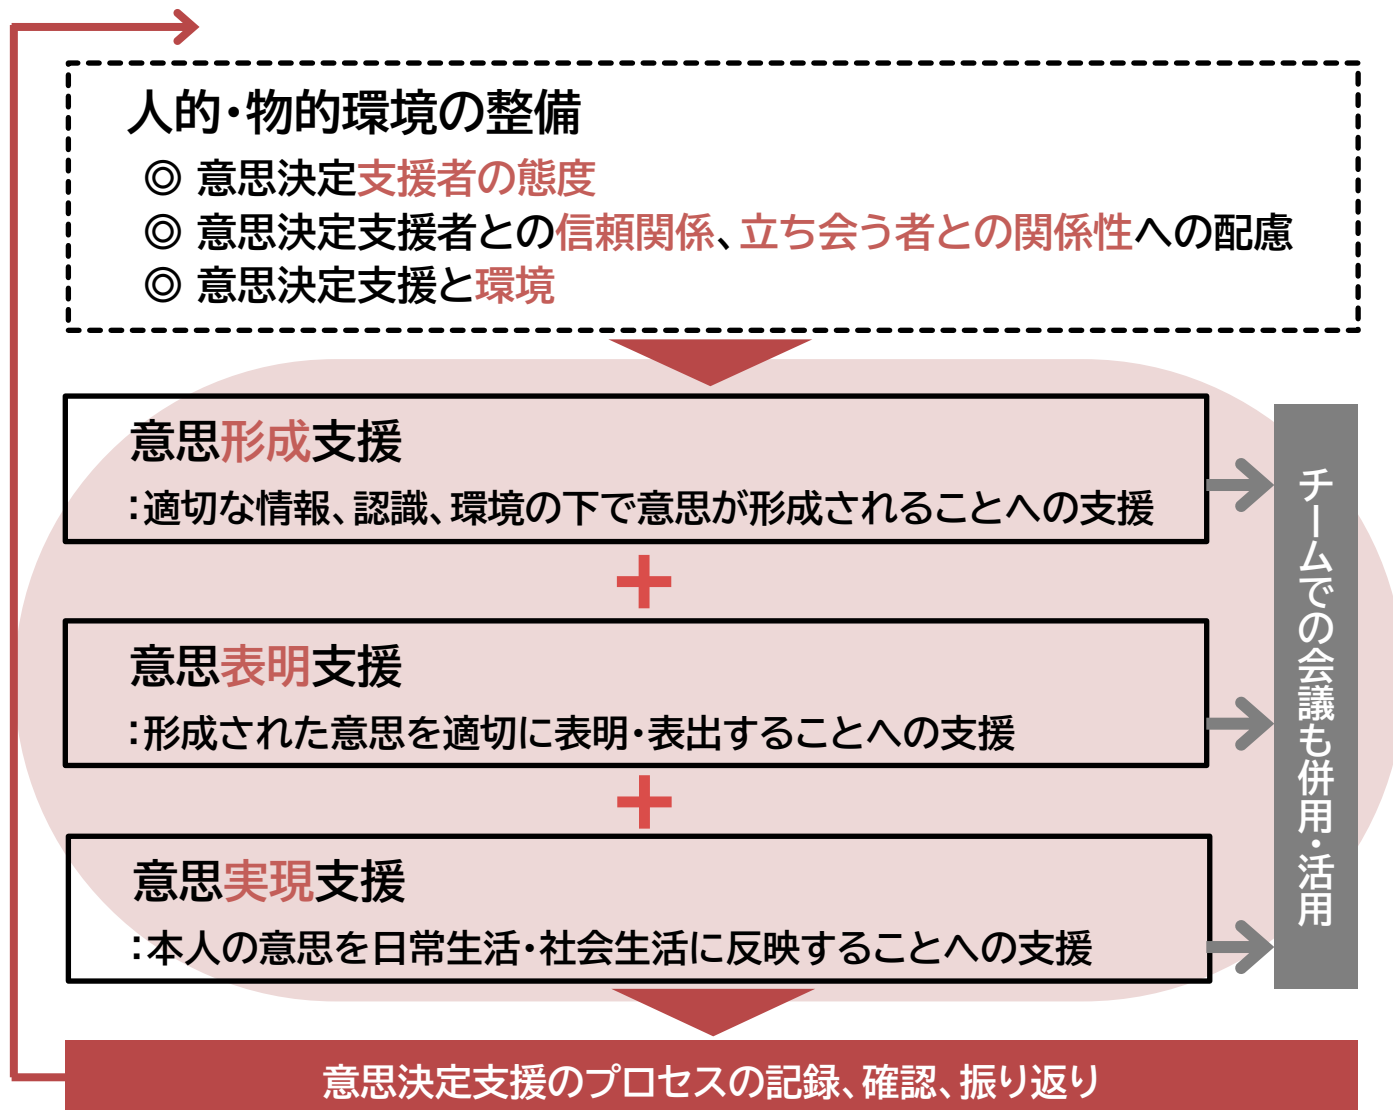 人的・物的環境の整備
◎ 意思決定支援者の態度
◎ 意思決定支援者との信頼関係、立ち会う者との関係性への配慮
◎ 意思決定支援と環境
意思形成支援
：適切な情報、認識、環境の下で意思が形成されることへの支援
＋
意思表明支援
：形成された意思を適切に表明・表出することへの支援
＋
意思実現支援
：本人の意思を日常生活・社会生活に反映することへの支援
チームでの会議も併用・活用
意思決定支援のプロセスの記録、確認、振り返り